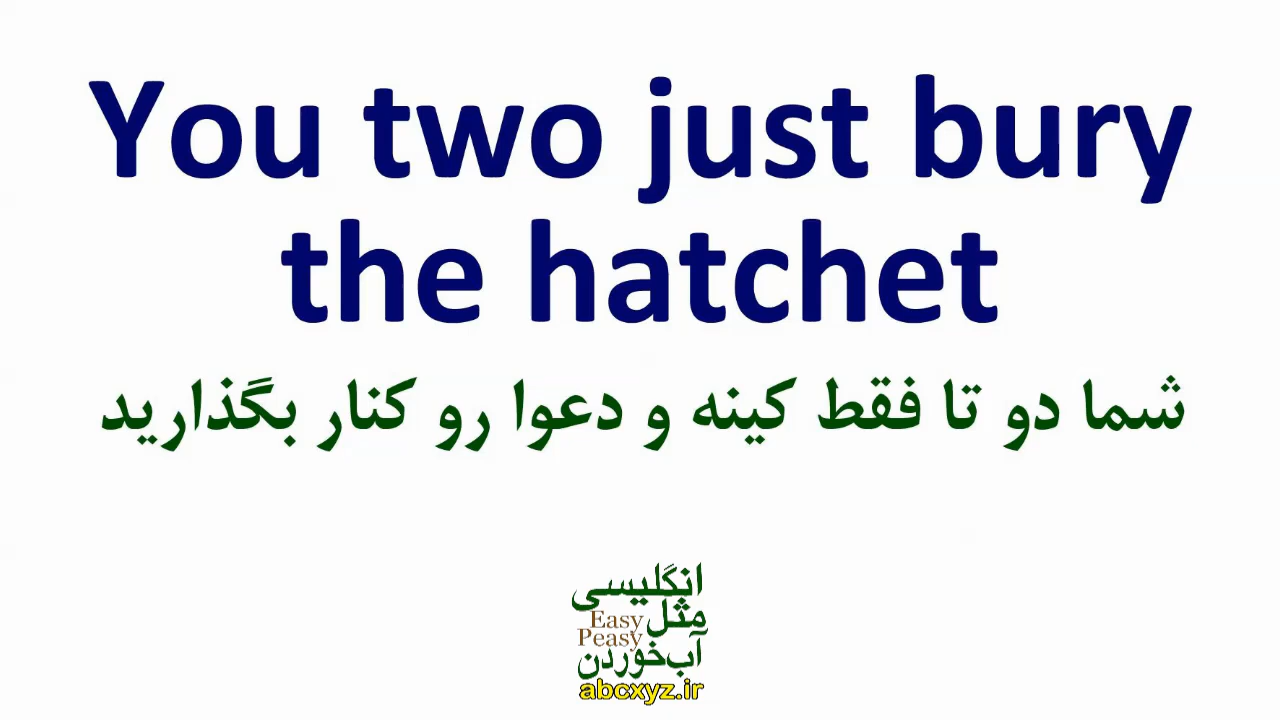 You two just bury
the hatchet
شما دو تا فقط کینه و دعوا رو کنار بگذارید
انگلیسی
مثل
Easy
Peasy
آب‌خوردن
abcxyz.ir